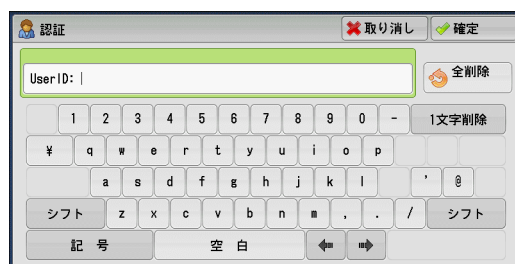 認証 取り消し 確定
UserID: 全削除
1 2 3 4 5 6 7 8 9 0 - 1文字削除
¥ q w e r t y u i o p
a s d f g h j k l ' @
シフト z x c v b n m , . / シフト
記号 空白